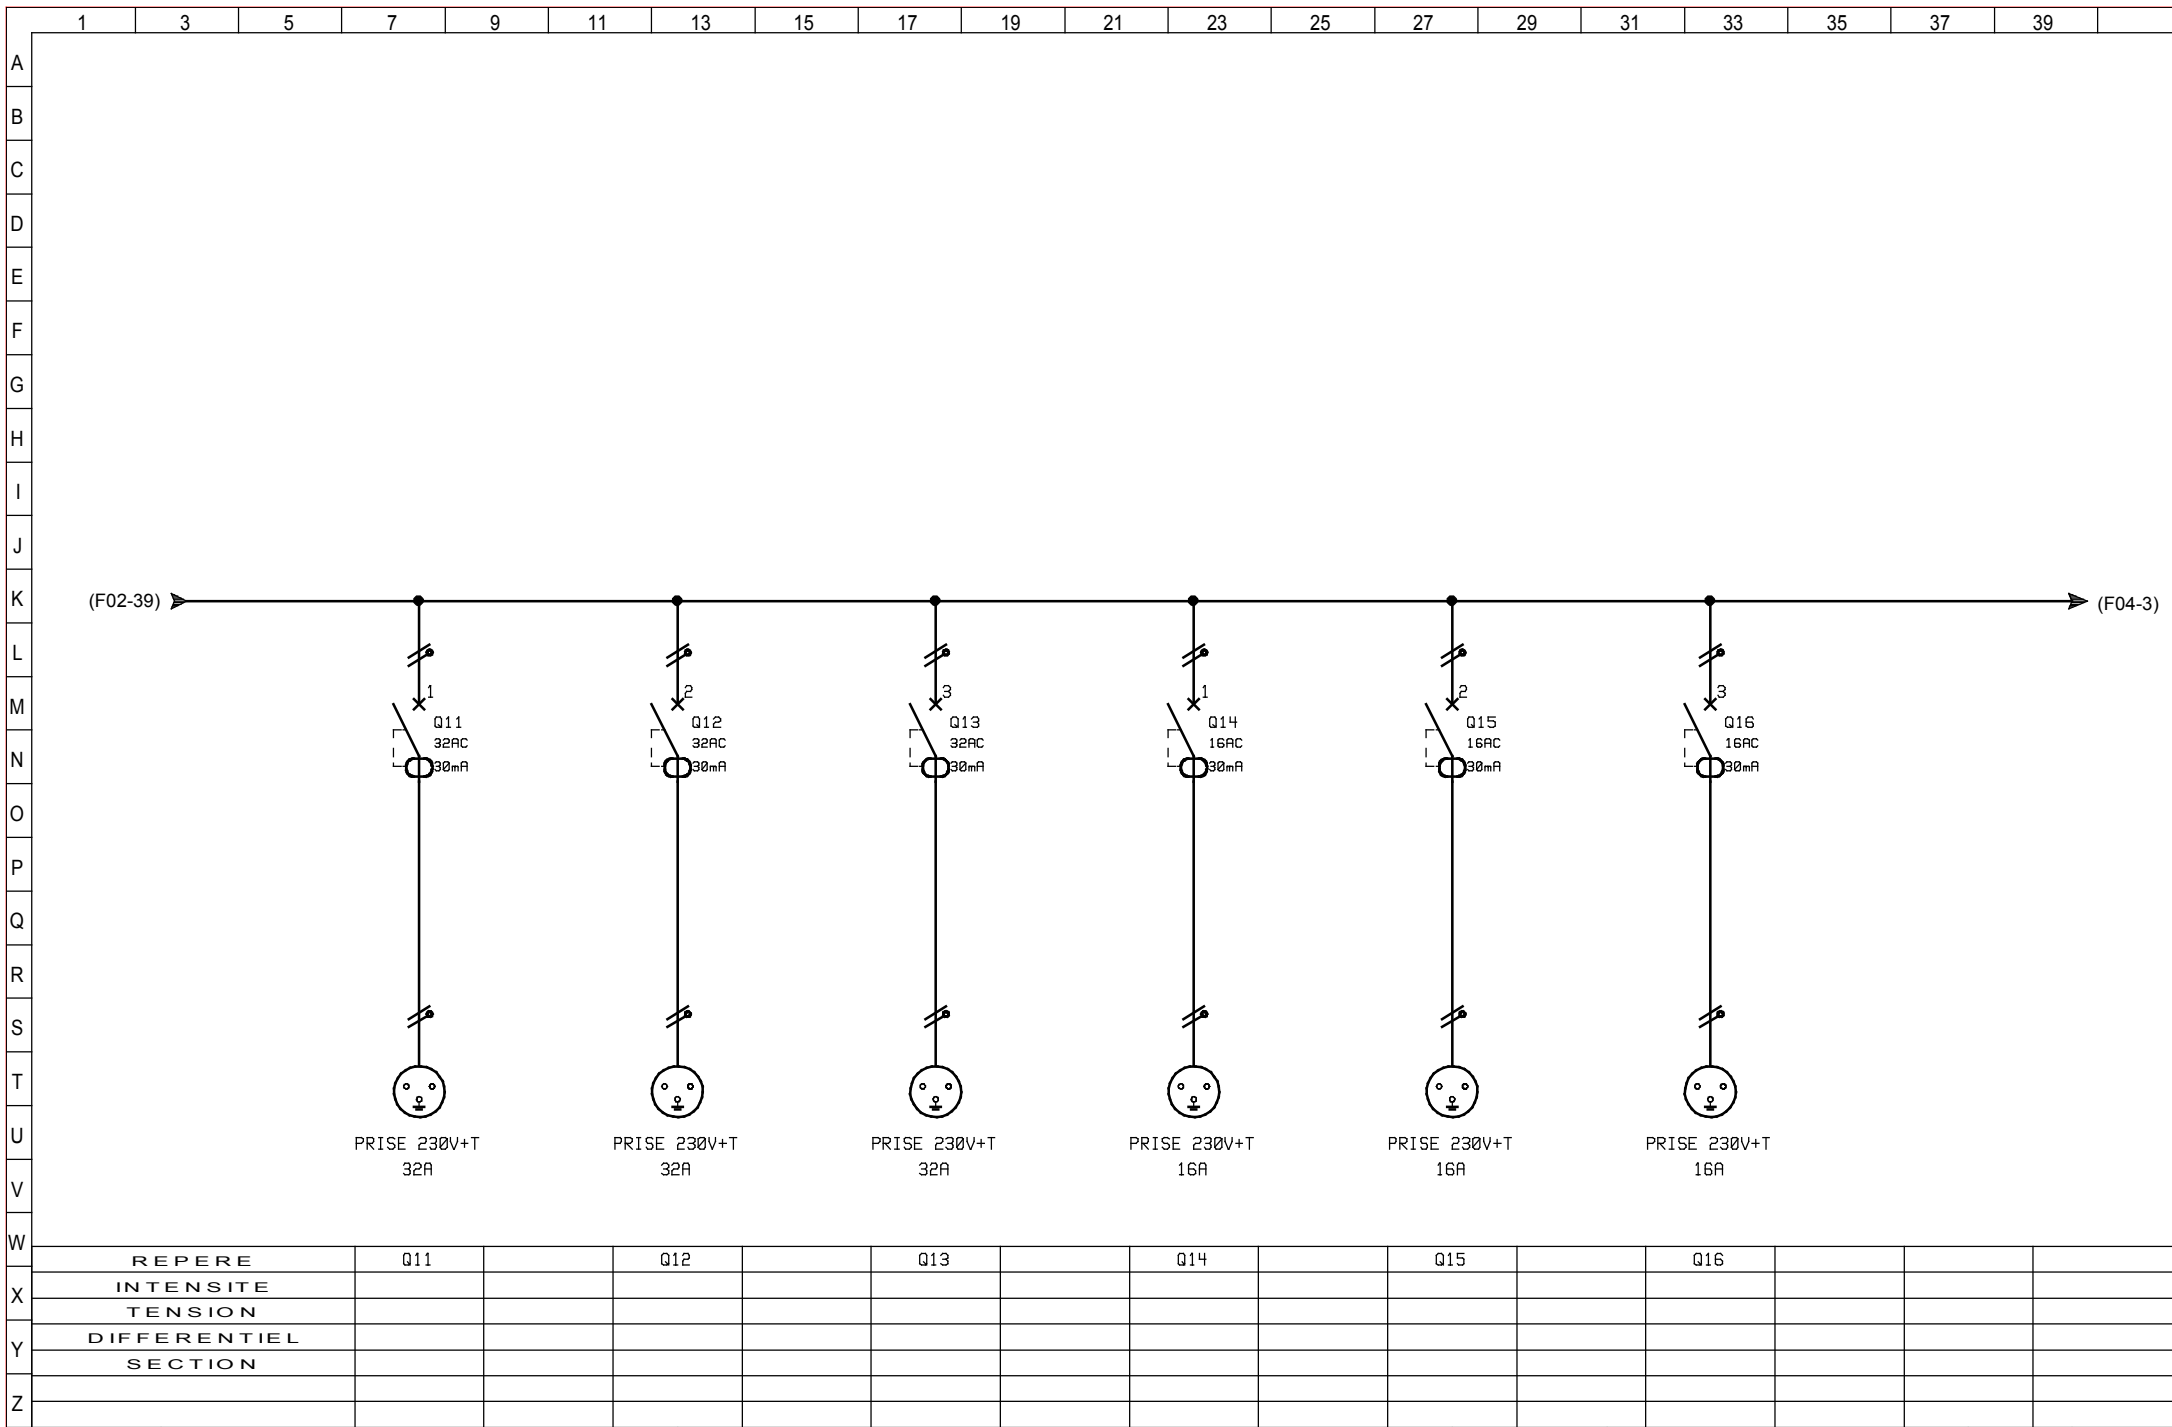 1 3 5 7 9 11 13 15 17 19 21 23 25 27 29 31 33 35 37 39
A
B
C
D
E
F
G
H
I
J
K
(F02-39) (F04-3)
L
M
1 2 3 1 2 3
Q11 Q12 Q13 Q14 Q15 Q16
32AC 32AC 32AC 16AC 16AC 16AC
N
30mA 30mA 30mA 30mA 30mA 30mA
O
P
Q
R
S
T
U
PRISE 230V+T PRISE 230V+T PRISE 230V+T PRISE 230V+T PRISE 230V+T PRISE 230V+T
32A 32A 32A 16A 16A 16A
V
W
REPERE Q11 Q12 Q13 Q14 Q15 Q16
INTENSITE
X
TENSION
DIFFERENTIEL
Y
SECTION
Z